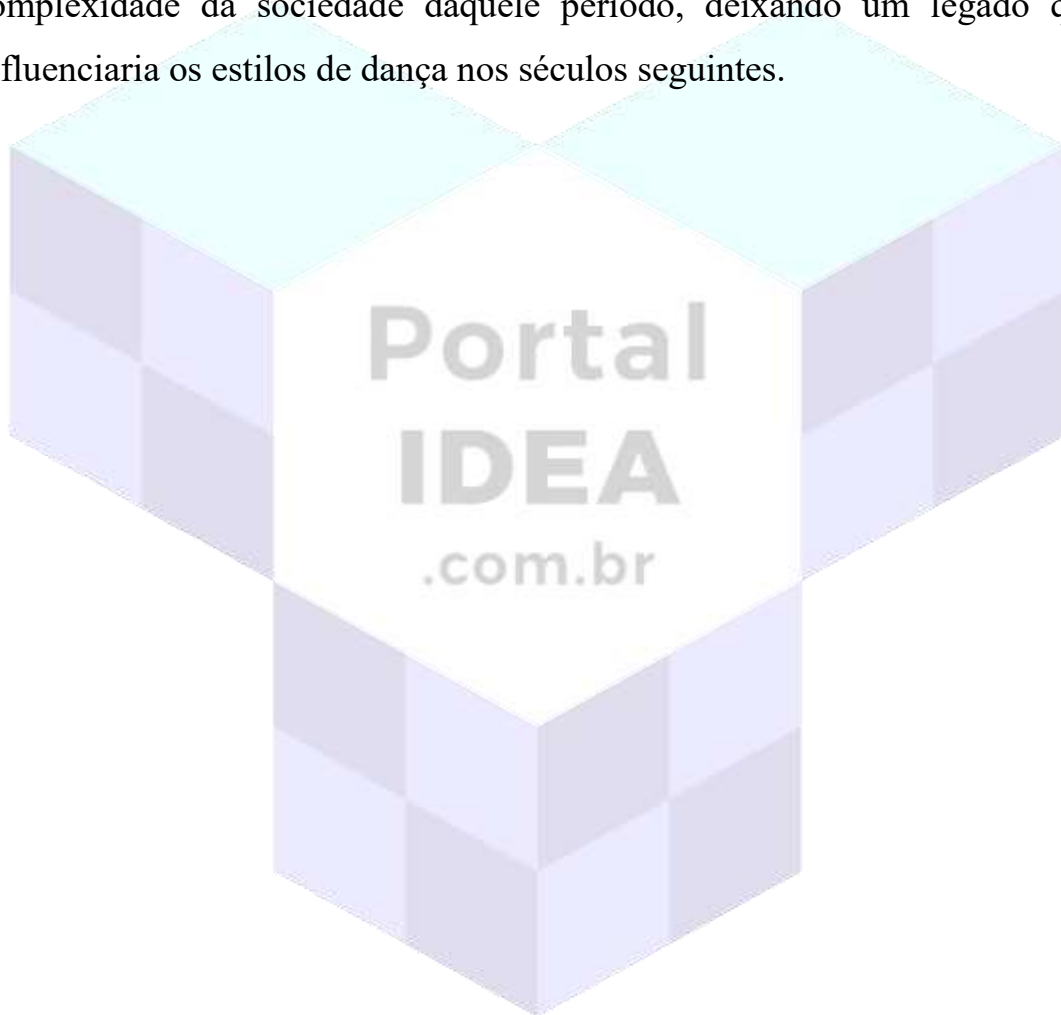 omplexidade da sociedade daquele período, deixando um legado
fluenciaria os estilos de dança nos séculos seguintes.
Portal
IDEA
.com.br